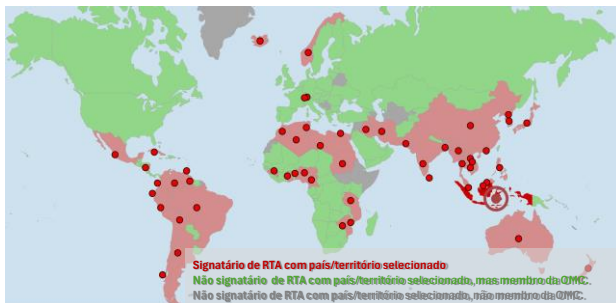 Signatário de RTA com país/território selecionado
Não signatário de RTA com país/território selecionado, mas membro da OMC.
Não signatário de RTA com país/território selecionado, não membro da OMC.